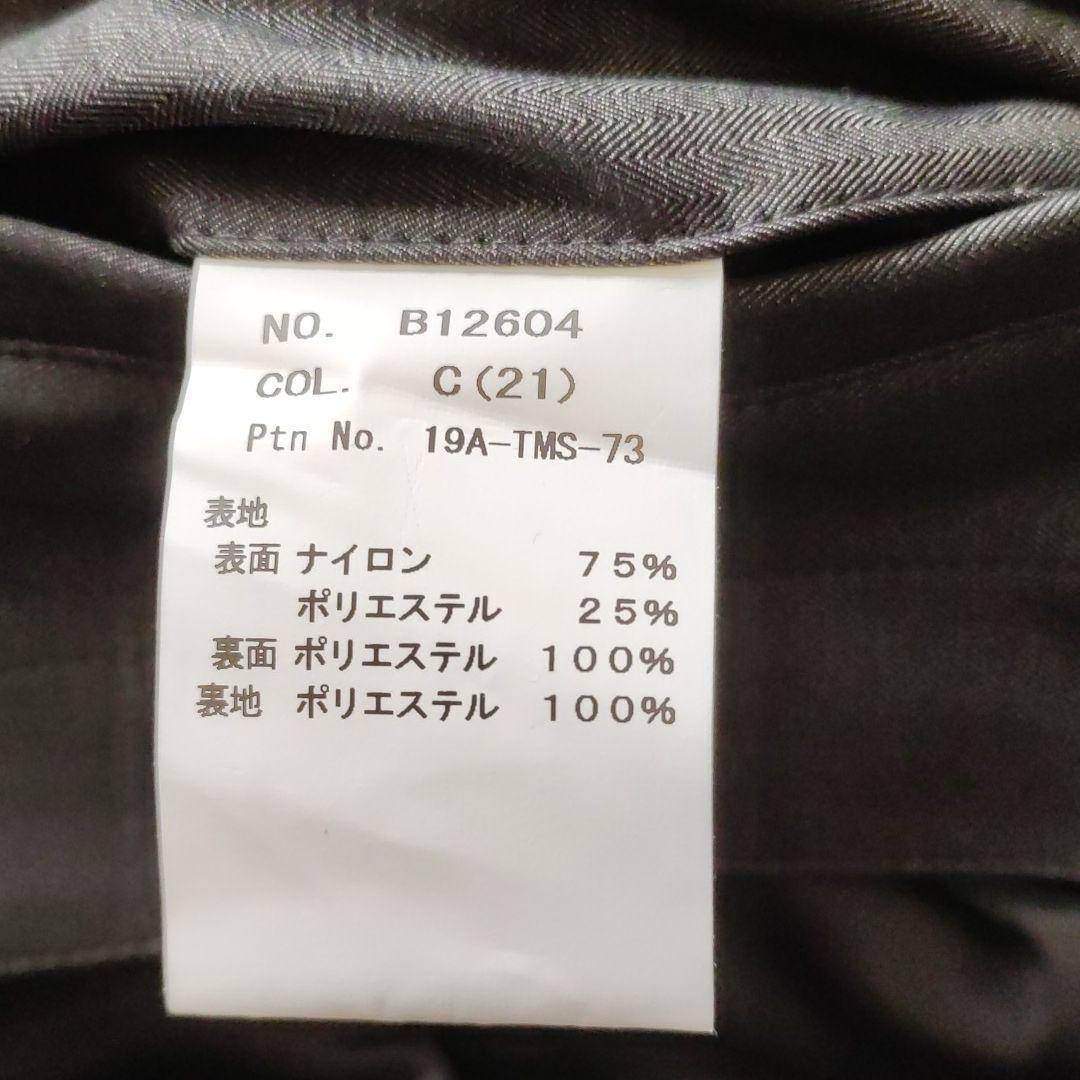 NO. B12604
COL. C(21)
Ptn No. 19A-TMS-73
表地
表面 ナイロン 75%
ポリエステル 25%
裏面 ポリエステル 100%
裏地 ポリエステル 100%